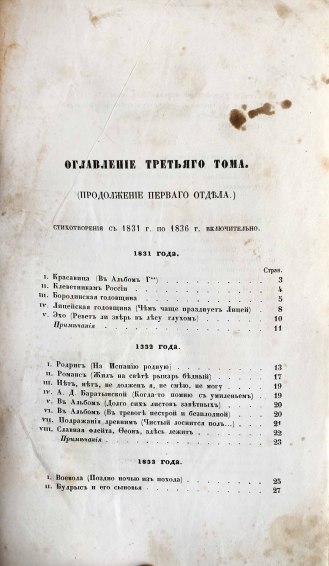 ОГЛАВЛЕНІЕ ТРЕТЬЯГО ТОМА.
(ПРОДОЛЖЕНІЕ ПЕРВАГО ОТДѢЛА.)
СТИХОТВОРЕНІЯ СЪ 1831 Г. ПО 1836 Г. ВКЛЮЧИТЕЛЬНО.
1831 ГОДА.
Стран.
I. Красавица (Въ Альбомъ Г**) 3
II. Клеветникамъ Россіи 4
III. Бородинская годовщина 5
IV. Лицейская годовщина (Чѣмъ чаще празднуетъ Лицей) 8
V. Эхо (Реветъ ли звѣрь въ лѣсу глухомъ) 10
Примѣчанія 11
1832 ГОДА.
I. Родригъ (На Испанію родную) 13
II. Романсъ (Жилъ на свѣтѣ рыцарь бѣдный) 17
III. Нѣтъ, нѣтъ, не долженъ я, не смѣю, не могу 19
IV. А. Д. Баратынской (Когда-то помню съ умиленьемъ) 19
V. Въ Альбомъ (Долго сихъ листовъ завѣтныхъ) 20
VI. Въ Альбомъ (Въ тревогѣ пестрой и безплодной) 20
VII. Подражанія древнимъ (Чистый лоснится полъ...) 21
VIII. Славная флейта, Ѳеонъ, здѣсь лежитъ 22
Примѣчанія 23
1833 ГОДА.
I. Воевода (Поздно ночью изъ похода) 25
II. Будрысъ и его сыновья 27